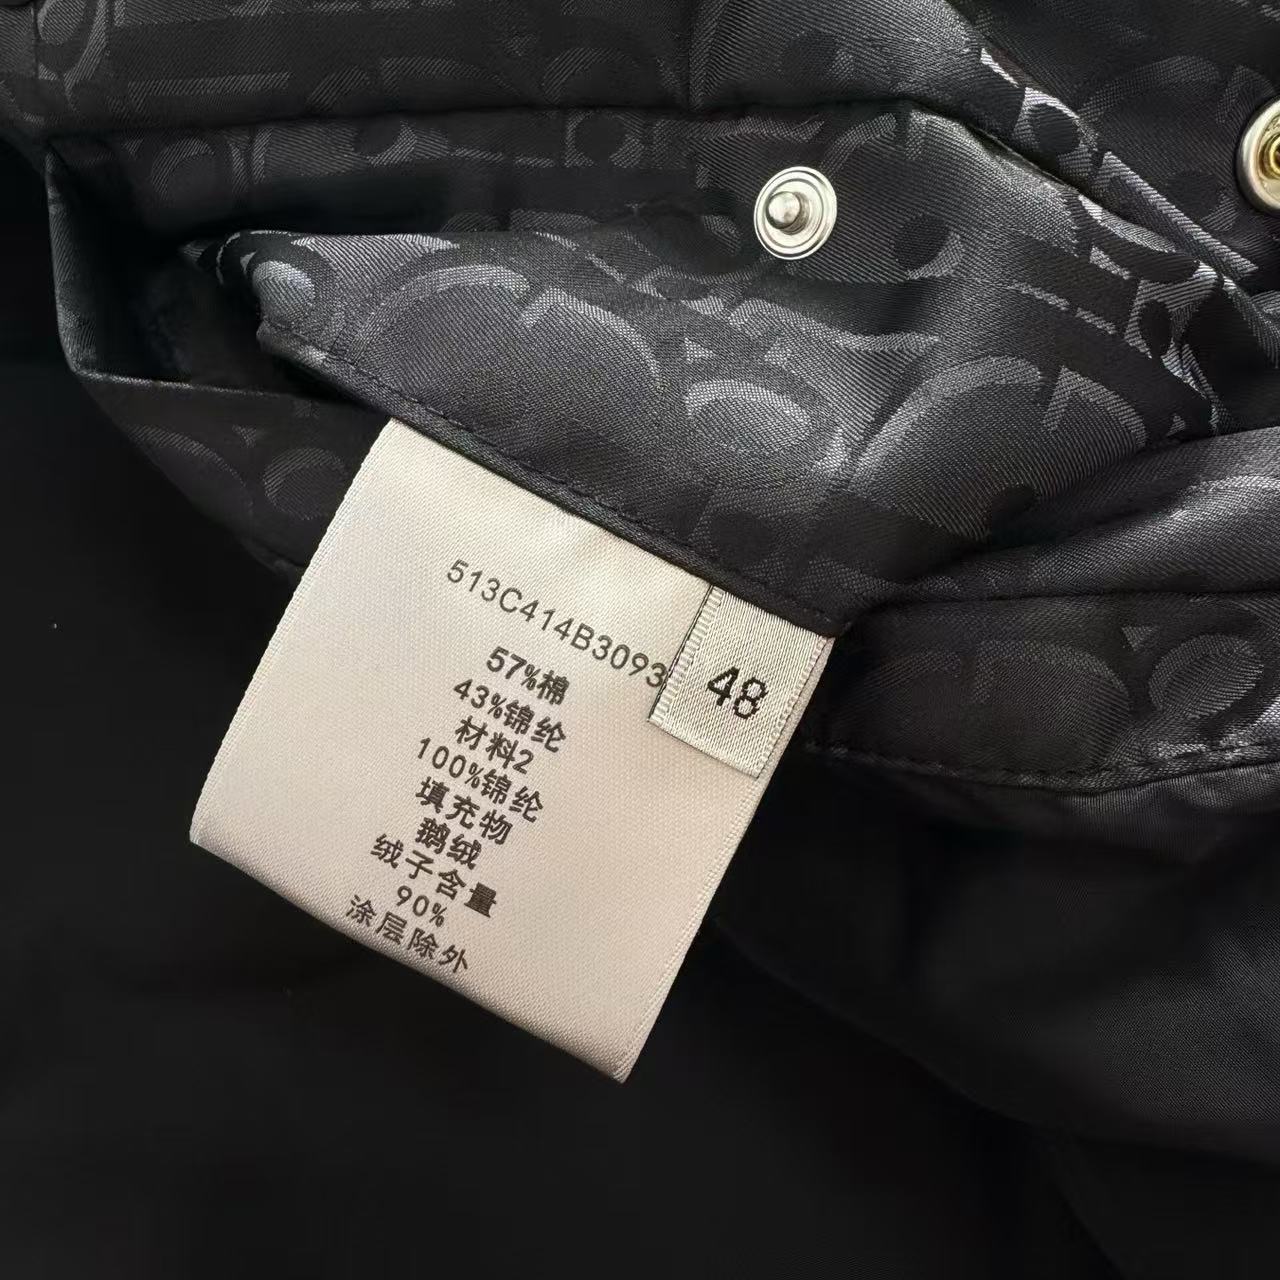 513C414B3093
48
57%棉
43%锦纶
材料2
100%锦纶
填充物
鹅绒
绒子含量
90%
涂层除外